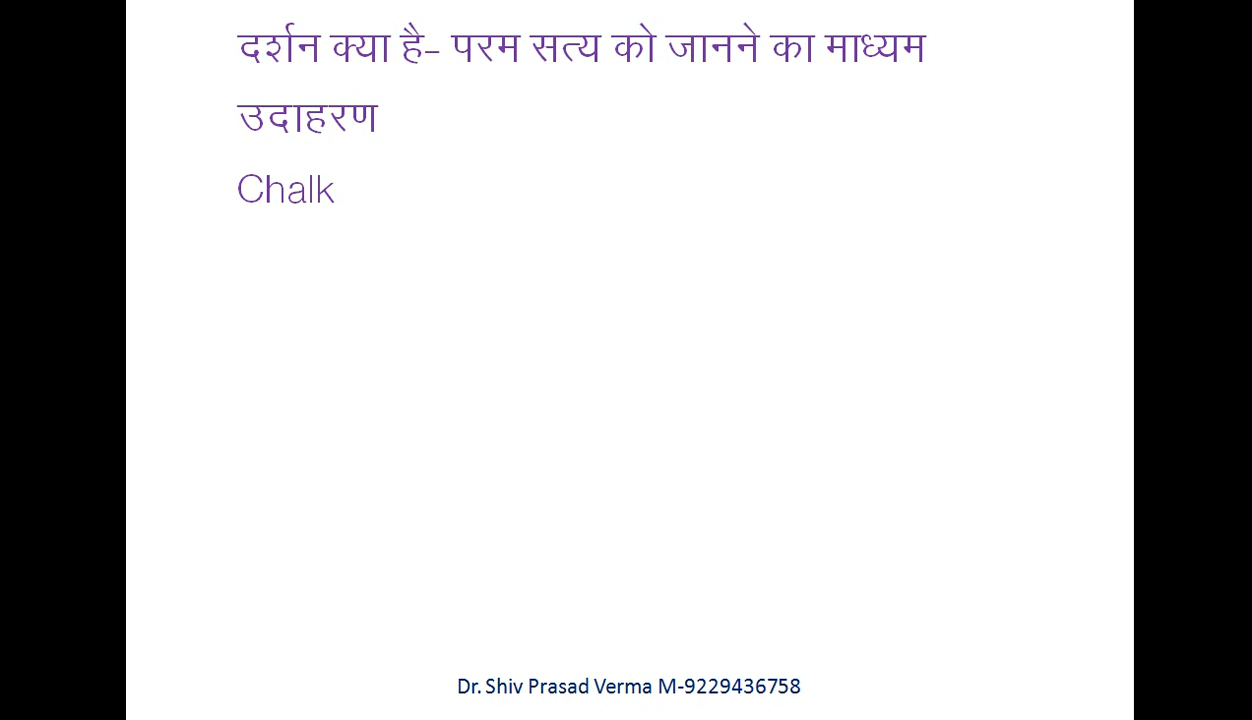 दर्शन क्या है– परम सत्य को जानने का माध्यम
उदाहरण
Chalk
Dr. Shiv Prasad Verma M-9229436758